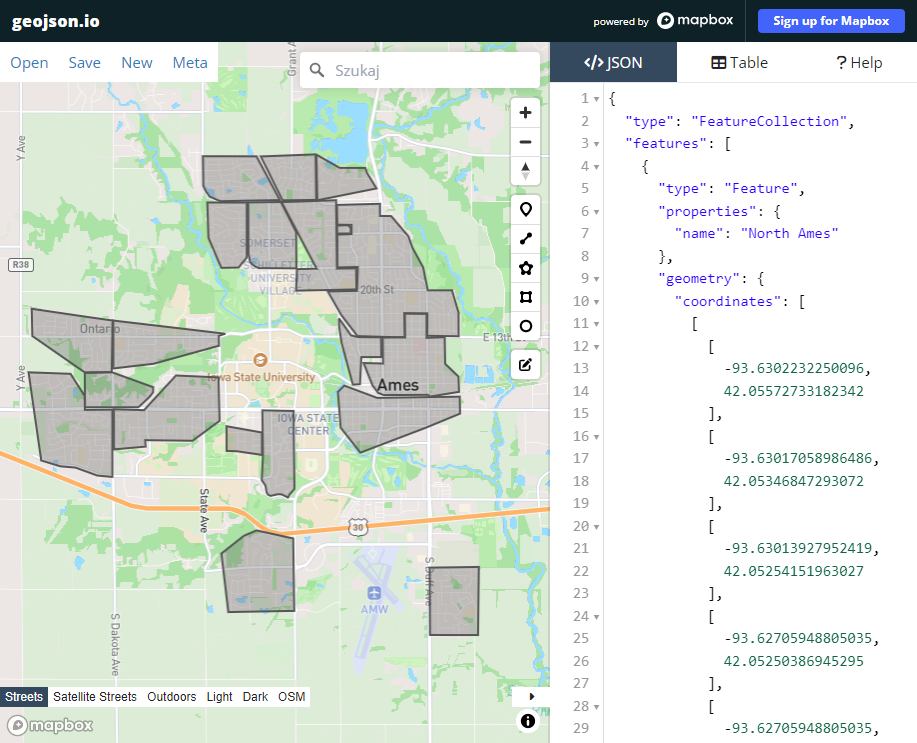 geojson.io
powered by mapbox
Sign up for Mapbox
Open Save New Meta
Szukaj
</>JSON
Table
? Help
Grant A
Y Ave
R38
SOMERSET
SCHILLETTER
UNIVERSITY
VILLAGE
20th St
Ontario
E 13th St
Iowa State University
Ames
Y Ave
IOWA STATE
CENTER
State Ave
30
S Duff Ave
AMW
S Dakota Ave
Streets Satellite Streets Outdoors Light Dark OSM
mapbox
1 {
2 "type": "FeatureCollection",
3 "features": [
4 {
5 "type": "Feature",
6 "properties": {
7 "name": "North Ames"
8 },
9 "geometry": {
10 "coordinates": [
11 [
12 [
13 -93.6302232250096,
14 42.05572733182342
15 ],
16 [
17 -93.63017058986486,
18 42.05346847293072
19 ],
20 [
21 -93.63013927952419,
22 42.05254151963027
23 ],
24 [
25 -93.62705948805035,
26 42.05250386945295
27 ],
28 [
29 -93.62705948805035,